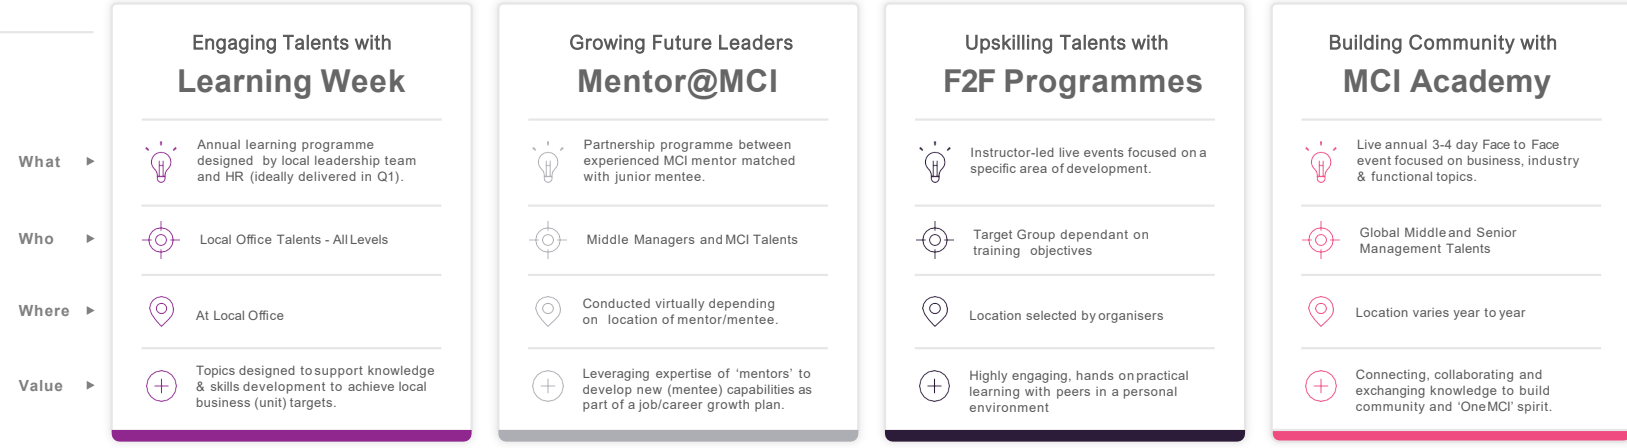 Engaging Talents with
Learning Week
Growing Future Leaders
Mentor@MCI
Upskilling Talents with
F2F Programmes
Building Community with
MCI Academy
What
Annual learning programme
designed by local leadership team
and HR (ideally delivered in Q1).
Partnership programme between
experienced MCI mentor matched
with junior mentee.
Instructor-led live events focused on a
specific area of development.
Live annual 3-4 day Face to Face
event focused on business, industry
& functional topics.
Who
Local Office Talents - All Levels
Middle Managers and MCI Talents
Target Group dependant on
training objectives
Global Middle and Senior
Management Talents
Where
At Local Office
Conducted virtually depending
on location of mentor/mentee.
Location selected by organisers
Location varies year to year
Value
Topics designed to support knowledge
& skills development to achieve local
business (unit) targets.
Leveraging expertise of ‘mentors’ to
develop new (mentee) capabilities as
part of a job/career growth plan.
Highly engaging, hands on practical
learning with peers in a personal
environment
Connecting, collaborating and
exchanging knowledge to build
community and ‘OneMCI’ spirit.